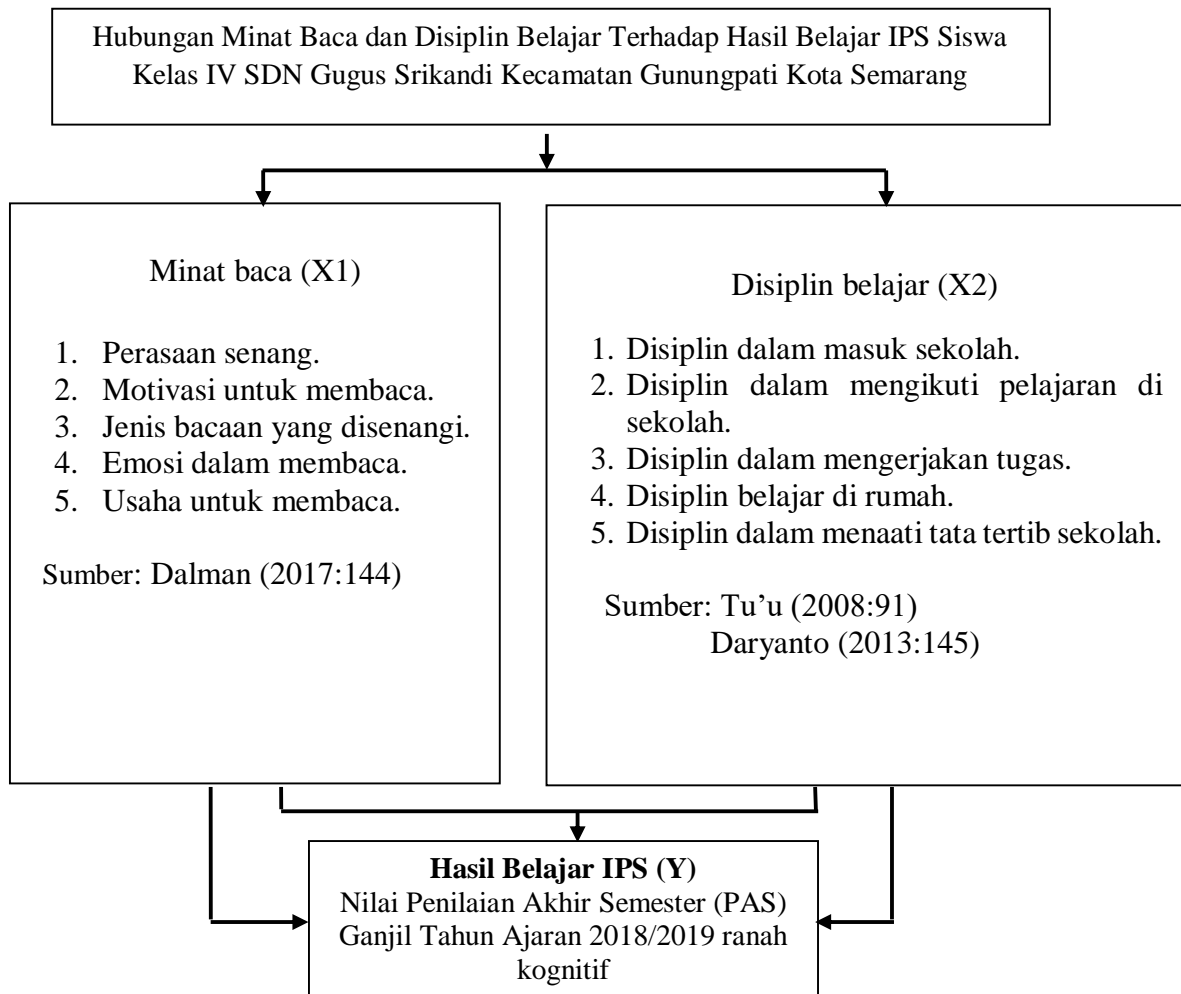 Hubungan Minat Baca dan Disiplin Belajar Terhadap Hasil Belajar IPS Siswa
Kelas IV SDN Gugus Srikandi Kecamatan Gunungpati Kota Semarang
Minat baca (X1)
1. Perasaan senang.
2. Motivasi untuk membaca.
3. Jenis bacaan yang disenangi.
4. Emosi dalam membaca.
5. Usaha untuk membaca.
Sumber: Dalman (2017:144)
Disiplin belajar (X2)
1. Disiplin dalam masuk sekolah.
2. Disiplin dalam mengikuti pelajaran di
sekolah.
3. Disiplin dalam mengerjakan tugas.
4. Disiplin belajar di rumah.
5. Disiplin dalam menaati tata tertib sekolah.
Sumber: Tu’u (2008:91)
Daryanto (2013:145)
Hasil Belajar IPS (Y)
Nilai Penilaian Akhir Semester (PAS)
Ganjil Tahun Ajaran 2018/2019 ranah
kognitif